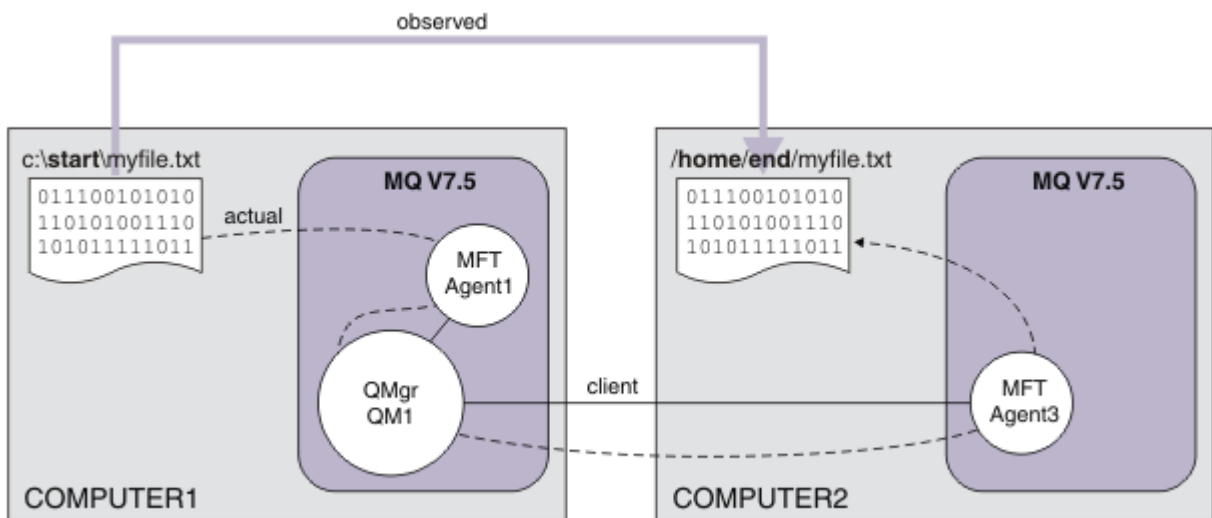 observed
c:\start\myfile.txt
011100101010
110101001110
101011111011
actual
MQ V7.5
MFT
Agent1
QMgr
QM1
COMPUTER1
client
/home/end/myfile.txt
011100101010
110101001110
101011111011
MQ V7.5
MFT
Agent3
COMPUTER2